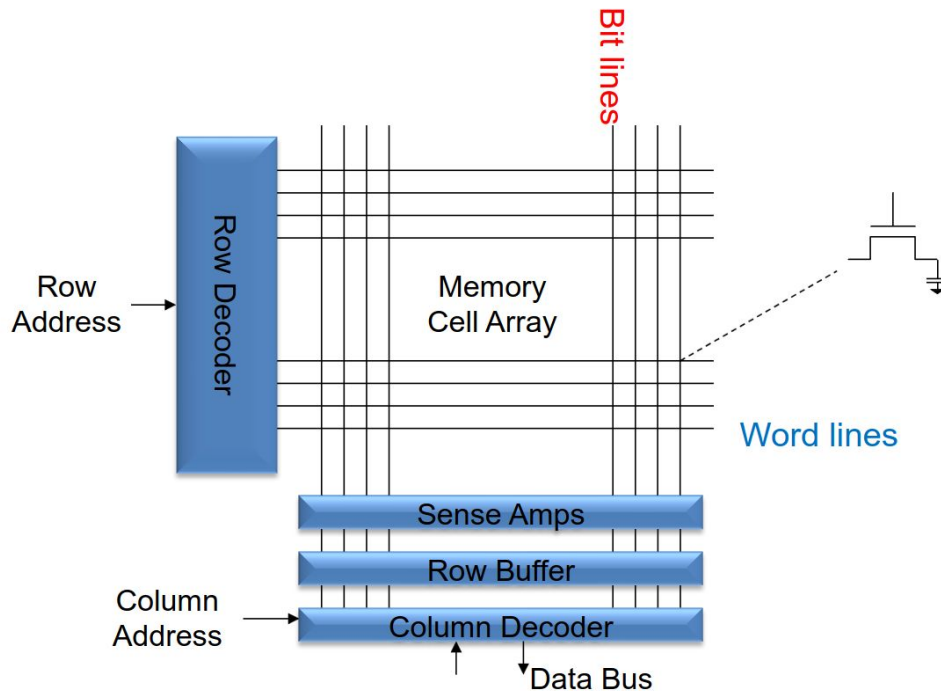 Bit lines
Row Decoder
Row
Address
Memory
Cell Array
Word lines
Sense Amps
Row Buffer
Column
Address
Column Decoder
Data Bus